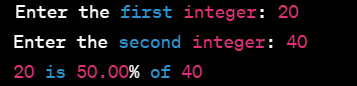 Enter the first integer: 20
Enter the second integer: 40
20 is 50.00% of 40